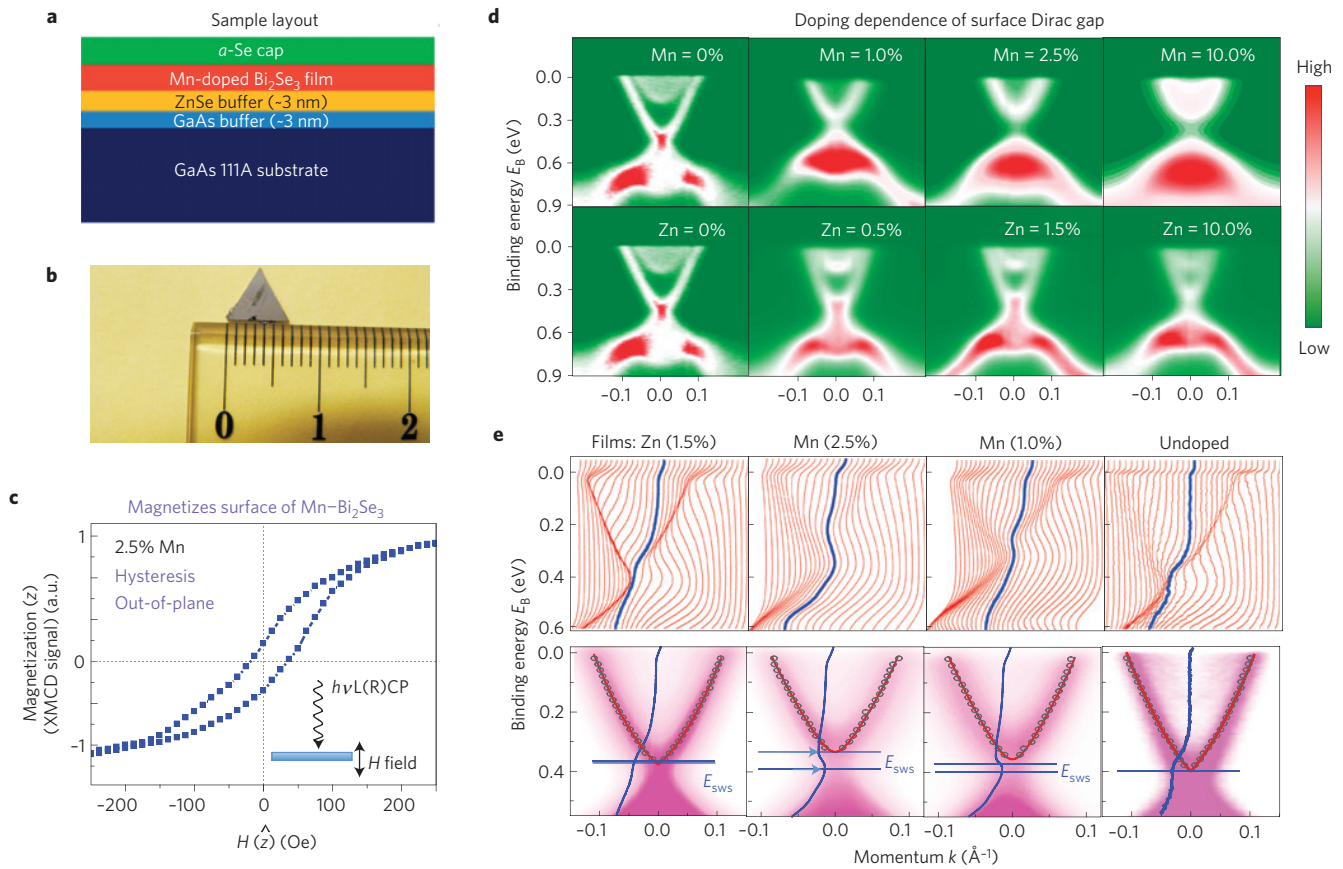 a
Sample layout
a-Se cap
Mn-doped Bi₂Se₃ film
ZnSe buffer (~3 nm)
GaAs buffer (~3 nm)
GaAs 111A substrate
b
0 1 2
c
Magnetizes surface of Mn−Bi₂Se₃
2.5% Mn
Hysteresis
Out-of-plane
hνL(R)CP
H field
Magnetization (z)
(XMCD signal) (a.u.)
1
0
−1
−200 −100 0 100 200
H (ẑ) (Oe)
d
Doping dependence of surface Dirac gap
Mn = 0% Mn = 1.0% Mn = 2.5% Mn = 10.0%
0.0
0.3
0.6
0.9
Zn = 0% Zn = 0.5% Zn = 1.5% Zn = 10.0%
0.0
0.3
0.6
0.9
Binding energy E_B (eV)
−0.1 0.0 0.1 −0.1 0.0 0.1 −0.1 0.0 0.1 −0.1 0.0 0.1
High
Low
e
Films: Zn (1.5%) Mn (2.5%) Mn (1.0%) Undoped
0.0
0.2
0.4
0.6
0.0
0.2
0.4
Binding energy E_B (eV)
E_sws E_sws E_sws
−0.1 0.0 0.1 −0.1 0.0 0.1 −0.1 0.0 0.1 −0.1 0.0 0.1
Momentum k (Å⁻¹)